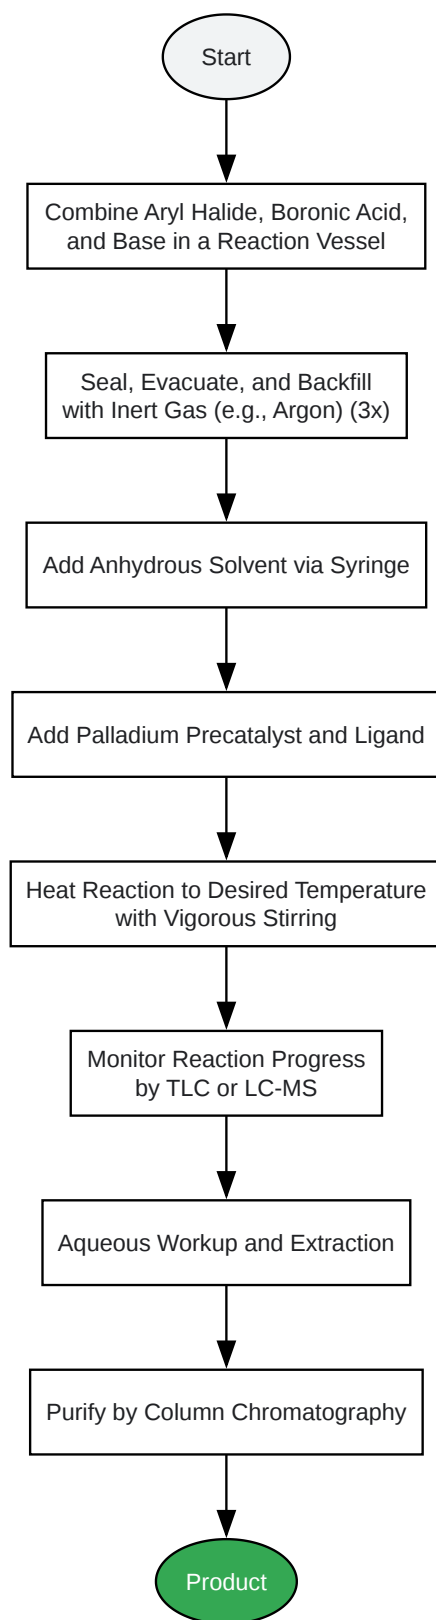 Start
Combine Aryl Halide, Boronic Acid,
and Base in a Reaction Vessel
Seal, Evacuate, and Backfill
with Inert Gas (e.g., Argon) (3x)
Add Anhydrous Solvent via Syringe
Add Palladium Precatalyst and Ligand
Heat Reaction to Desired Temperature
with Vigorous Stirring
Monitor Reaction Progress
by TLC or LC-MS
Aqueous Workup and Extraction
Purify by Column Chromatography
Product